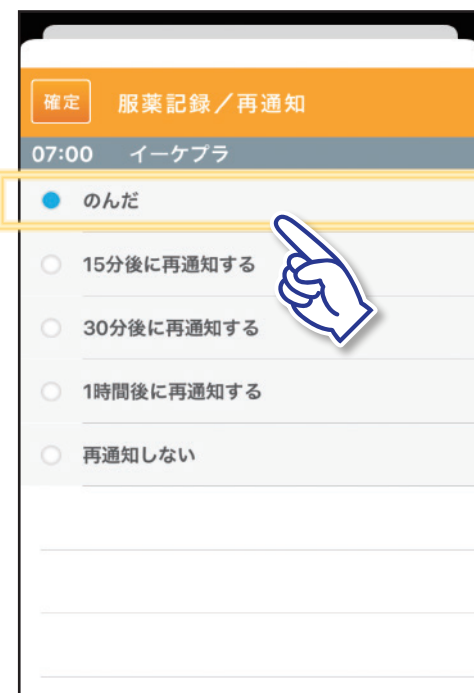 確定 服薬記録／再通知
07:00 イーケプラ
のんだ
15分後に再通知する
30分後に再通知する
1時間後に再通知する
再通知しない